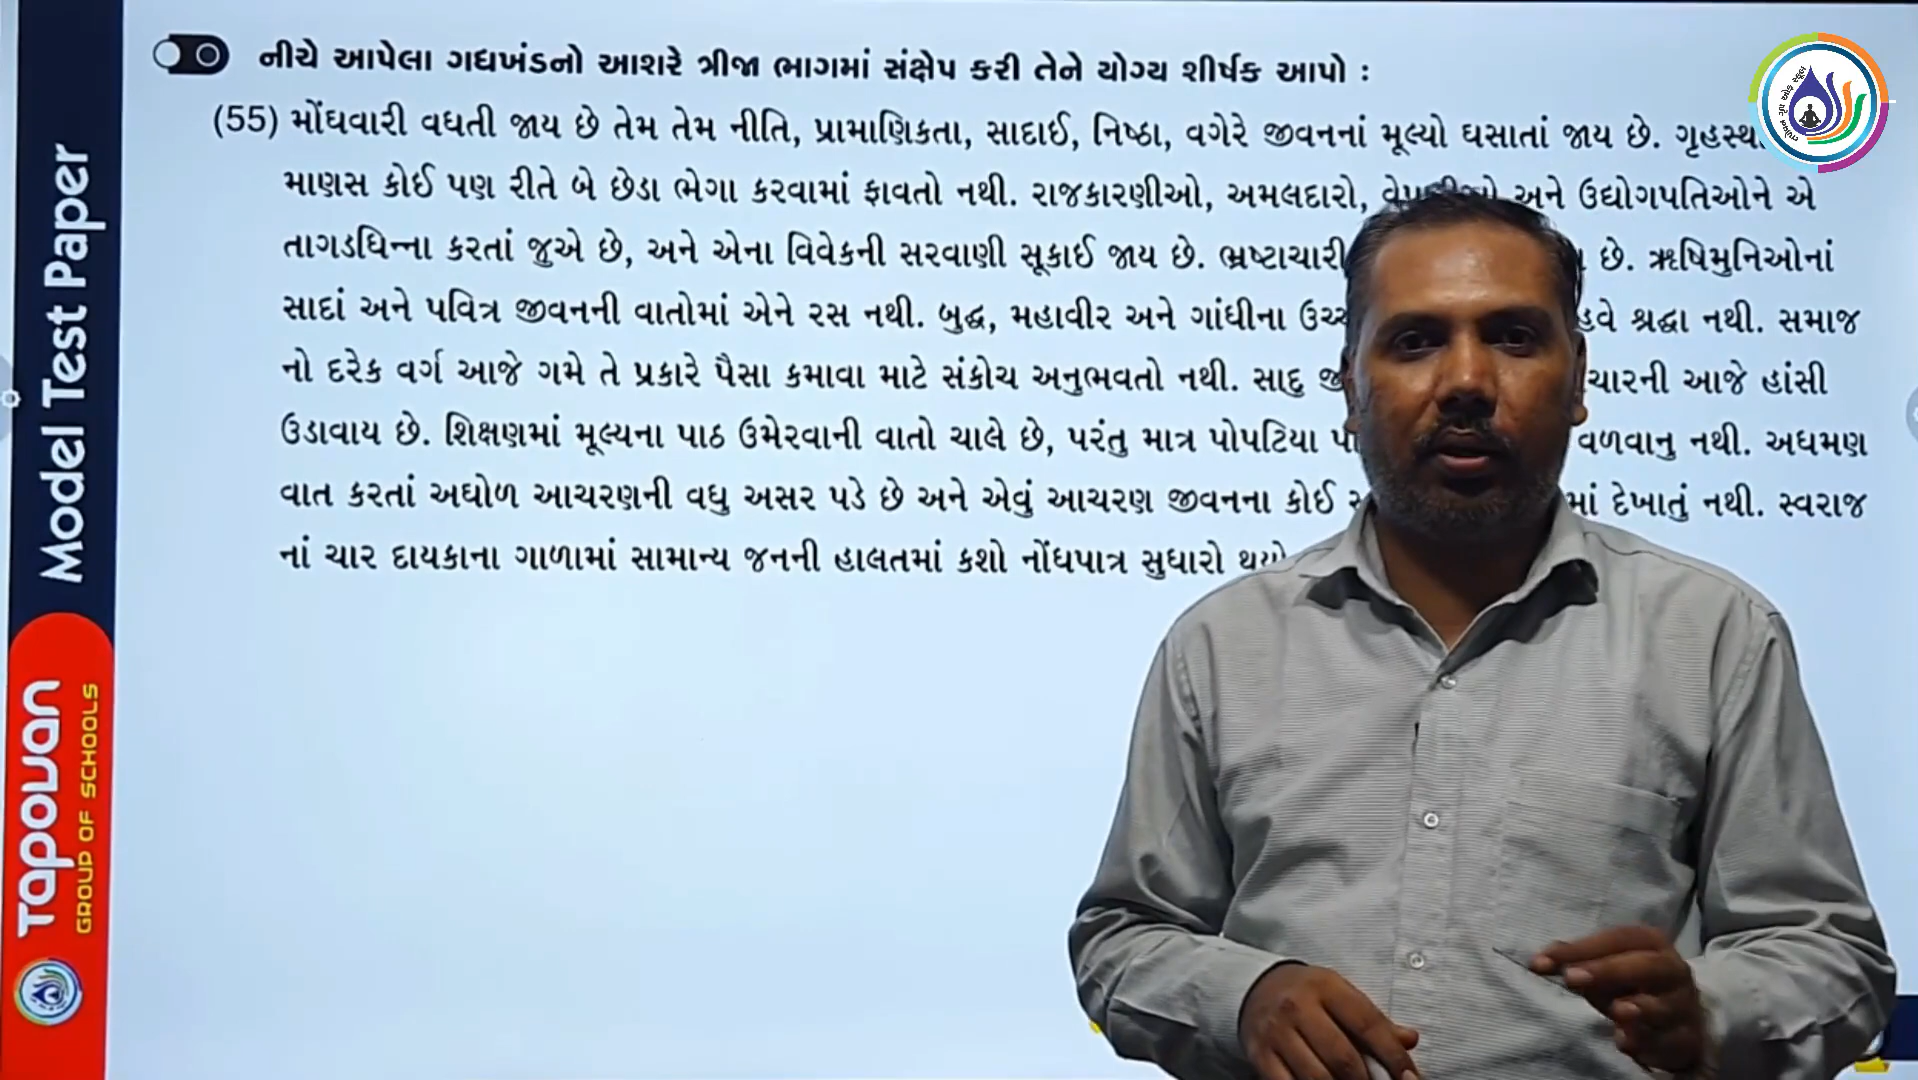 નીચે આપેલા ગદ્યખંડનો આશરે ત્રીજા ભાગમાં સંક્ષેપ કરી તેને યોગ્ય શીર્ષક આપો :
(55) મોંઘવારી વધતી જાય છે તેમ તેમ નીતિ, પ્રામાણિકતા, સાદાઈ, નિષ્ઠા, વગેરે જીવનનાં મૂલ્યો ઘસાતાં જાય છે.
માણસ કોઈ પણ રીતે બે છેડા ભેગા કરવામાં ફાવતો નથી. રાજકારણીઓ, અમલદારો, અને ઉદ્યોગપતિઓને એ
તાગડધિન્ના કરતાં જુએ છે, અને એના વિવેકની સરવાણી સૂકાઈ જાય છે. ભ્રષ્ટાચારી છે. ઋષિમુનિઓનાં
સાદાં અને પવિત્ર જીવનની વાતોમાં એને રસ નથી. બુદ્ધ, મહાવીર અને ગાંધીના હવે શ્રદ્ધા નથી. સમાજ
નો દરેક વર્ગ આજે ગમે તે પ્રકારે પૈસા કમાવા માટે સંકોચ અનુભવતો નથી. સાદુ આજે હાંસી
ઉડાવાય છે. શિક્ષણમાં મૂલ્યના પાઠ ઉમેરવાની વાતો ચાલે છે, પરંતુ માત્ર પોપટિયા વળવાનુ નથી. અધમણ
વાત કરતાં અધોળ આચરણની વધુ અસર પડે છે અને એવું આચરણ જીવનના કોઈ દેખાતું નથી. સ્વરાજ
નાં ચાર દાયકાના ગાળામાં સામાન્ય જનની હાલતમાં કશો નોંધપાત્ર સુધારો
Model Test Paper
Tapovan
GROUP OF SCHOOLS